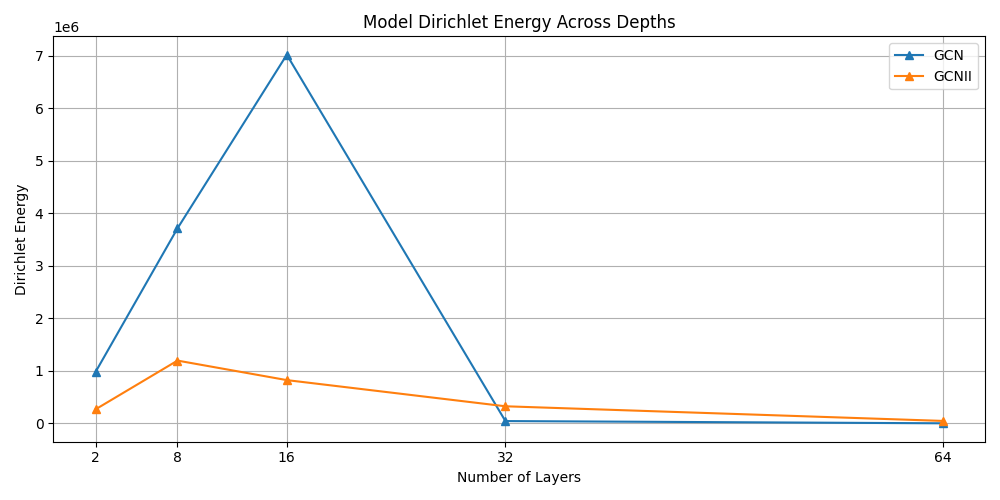 Model Dirichlet Energy Across Depths
1e6
GCN
GCNII
7
6
5
4
3
2
1
0
Dirichlet Energy
2 8 16 32 64
Number of Layers